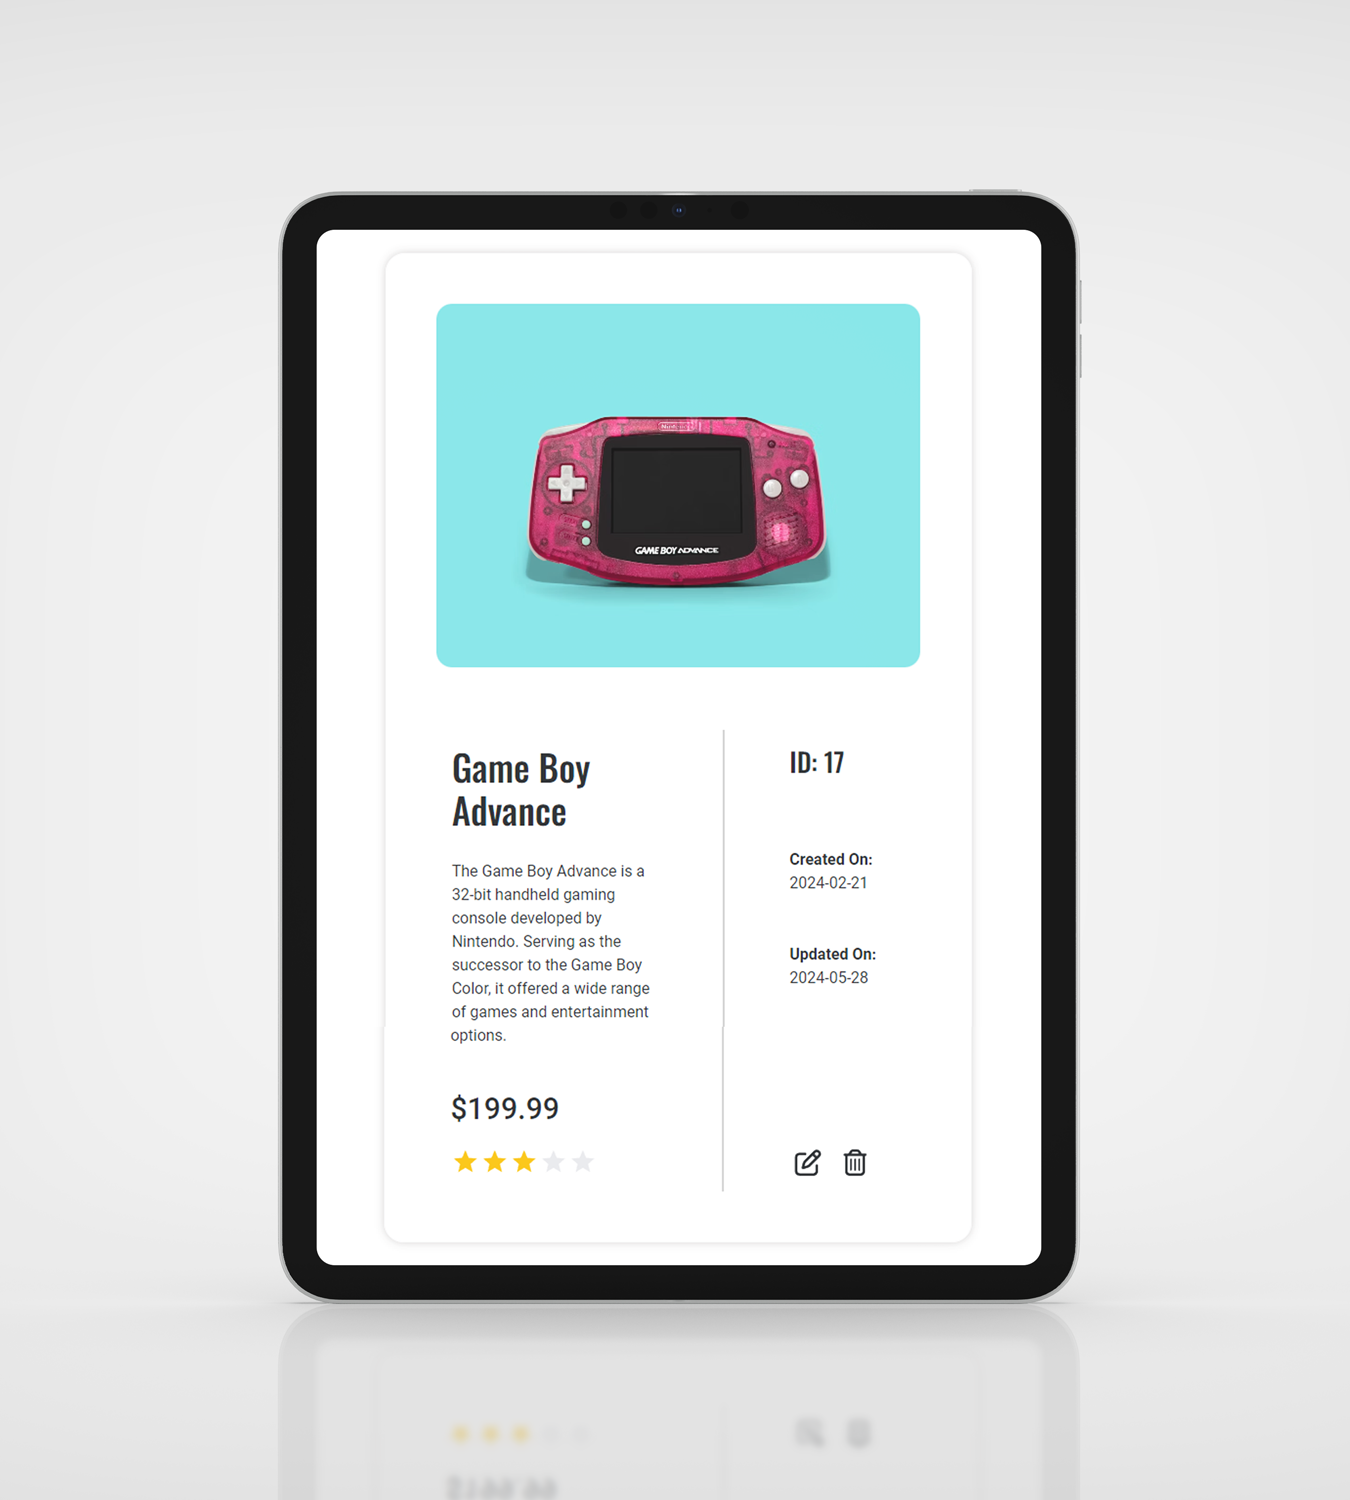 Nintendo
GAME BOY ADVANCE
Game Boy
Advance
The Game Boy Advance is a
32-bit handheld gaming
console developed by
Nintendo. Serving as the
successor to the Game Boy
Color, it offered a wide range
of games and entertainment
options.
$199.99
ID: 17
Created On:
2024-02-21
Updated On:
2024-05-28